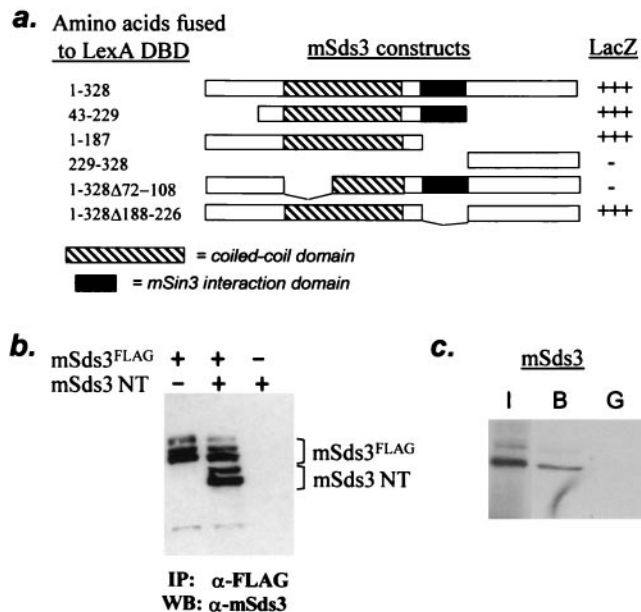 a. Amino acids fused
to LexA DBD mSds3 constructs LacZ
1-328 +++
43-229 +++
1-187 +++
229-328 -
1-328Δ72–108 -
1-328Δ188-226 +++
= coiled-coil domain
= mSin3 interaction domain
b.
mSds3FLAG + + –
mSds3 NT – + +
mSds3FLAG
mSds3 NT
IP: α-FLAG
WB: α-mSds3
c.
mSds3
I B G